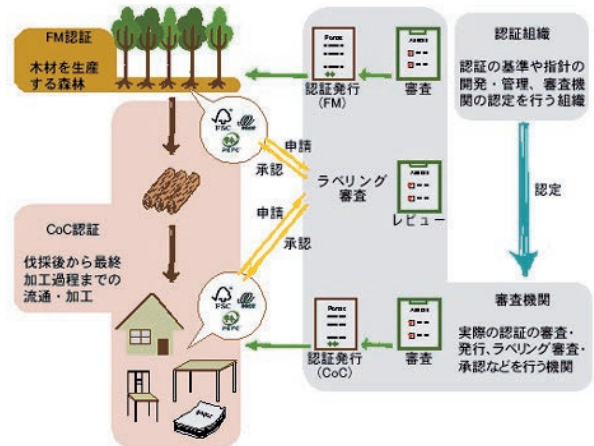 FM認証
木材を生産
する森林
認証発行
(FM)
審査
認証組織
認証の基準や指針の
開発・管理、審査機
関の認定を行う組織
FSC
PEFC
申請
承認
ラベリング
審査
レビュー
認定
申請
承認
CoC認証
伐採後から最終
加工過程までの
流通・加工
FSC
PEFC
認証発行
(CoC)
審査
審査機関
実際の認証の審査・
発行、ラベリング審査・
承認などを行う機関